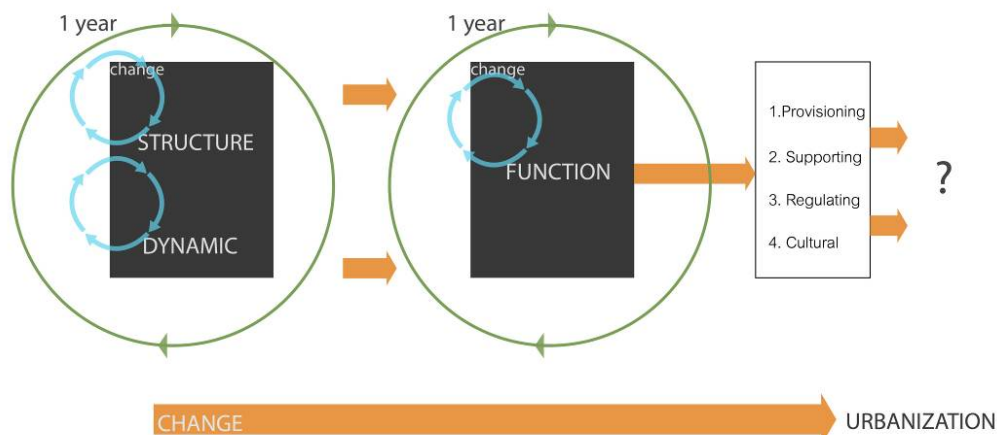 1 year
change
STRUCTURE
DYNAMIC
1 year
change
FUNCTION
1.Provisioning
2. Supporting
3. Regulating
4. Cultural
?
CHANGE
URBANIZATION